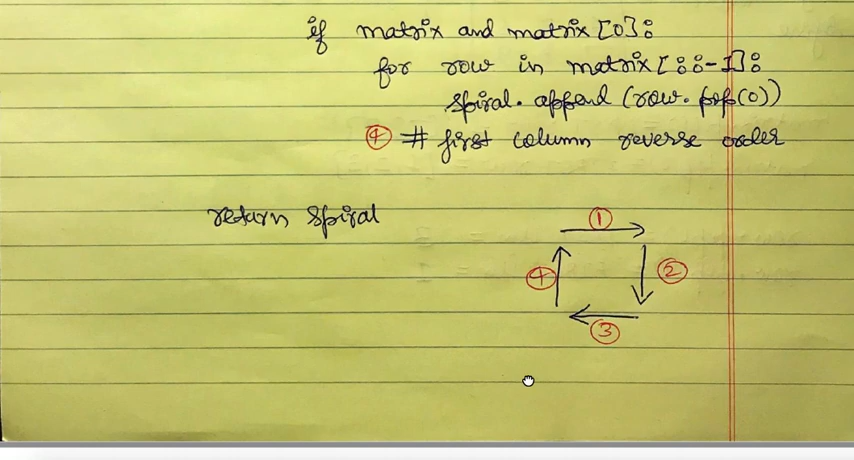 if matrix and matrix[0]:
for row in matrix[::-1]:
spiral.append(row.pop(0))
④ # first column reverse order
return spiral
①
④ ②
③